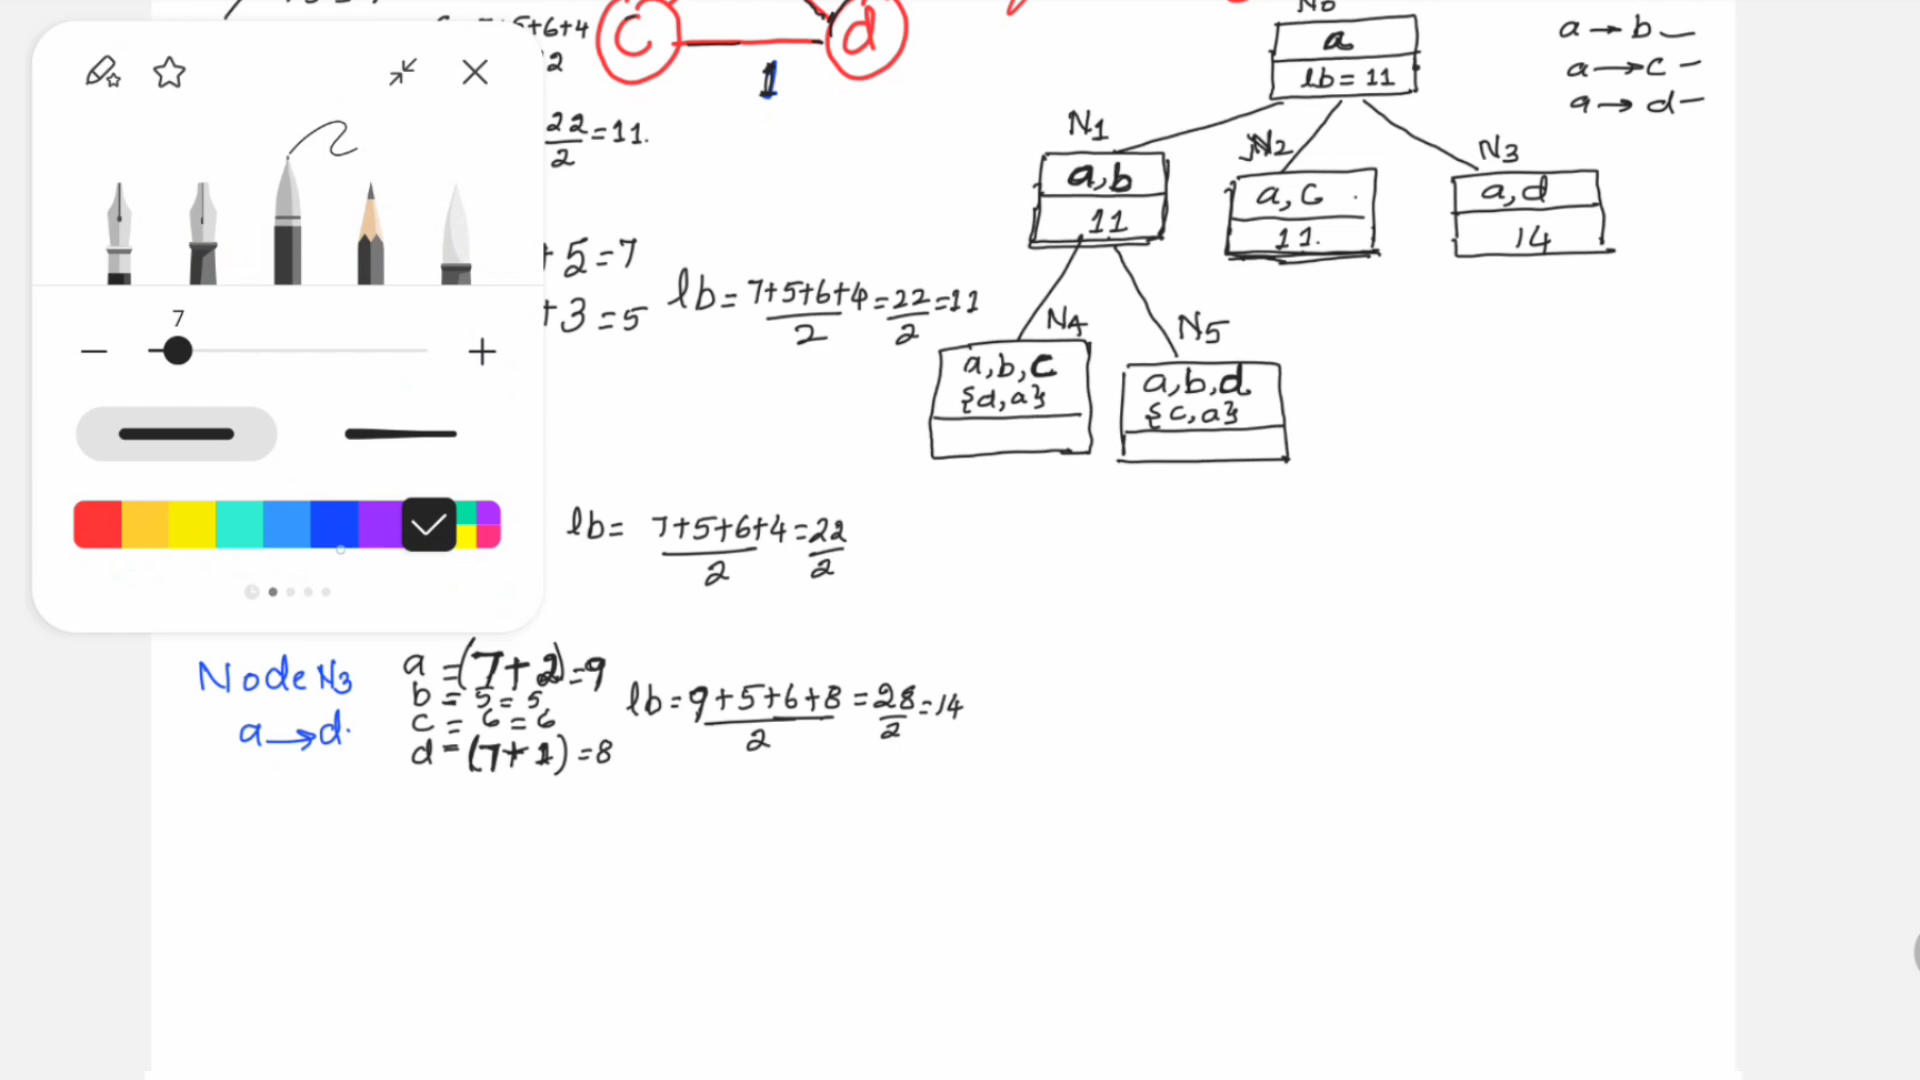 5+6+4
2
C
d
1
22/2=11.
a
lb = 11
a→b
a→c
a→d
N1
N2
N3
a,b
11
a,c
11.
a,d
14
7
+5=7
+3=5
lb= 7+5+6+4/2=22/2=11
N4
N5
a,b,c
{d,a}
a,b,d
{c,a}
lb= 7+5+6+4/2=22/2
Node N3
a→d.
a =(7+2)=9
b = 5 = 5
c = 6 = 6
d =(7+1)=8
lb=9+5+6+8/2=28/2=14